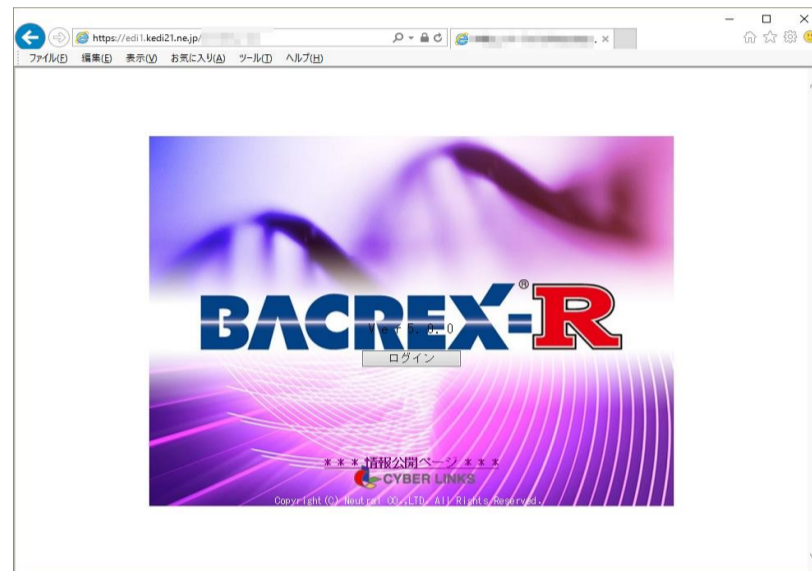 https://edi1.kedi21.ne.jp/
ファイル(F) 編集(E) 表示(V) お気に入り(A) ツール(T) ヘルプ(H)
BACREX®-R
Ver5.0.0
ログイン
*** 情報公開ページ ***
CYBER LINKS
Copyright(C) Neutral CO.,LTD. All Rights Reserved.